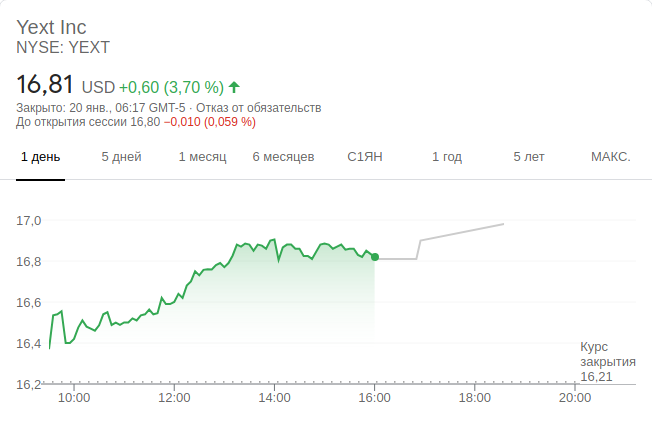 Yext Inc
NYSE: YEXT
16,81 USD +0,60 (3,70 %)
Закрыто: 20 янв., 06:17 GMT-5 · Отказ от обязательств
До открытия сессии 16,80 −0,010 (0,059 %)
1 день 5 дней 1 месяц 6 месяцев С1ЯН 1 год 5 лет МАКС.
17,0
16,8
16,6
16,4
Курс
закрытия
16,21
16,2
10:00 12:00 14:00 16:00 18:00 20:00